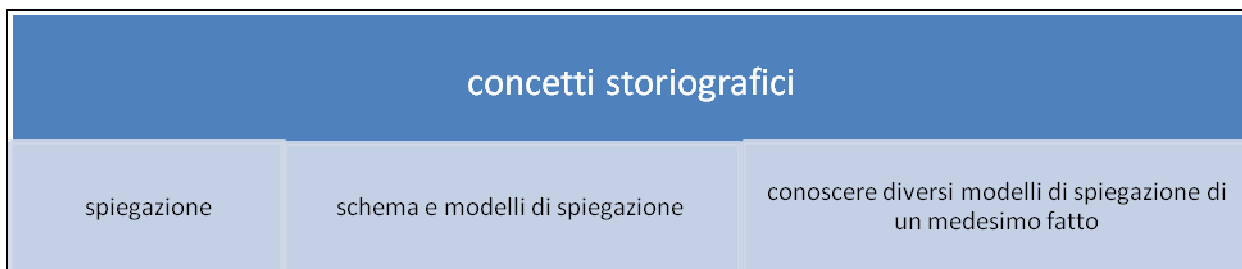 concetti storiografici
spiegazione
schema e modelli di spiegazione
conoscere diversi modelli di spiegazione di
un medesimo fatto